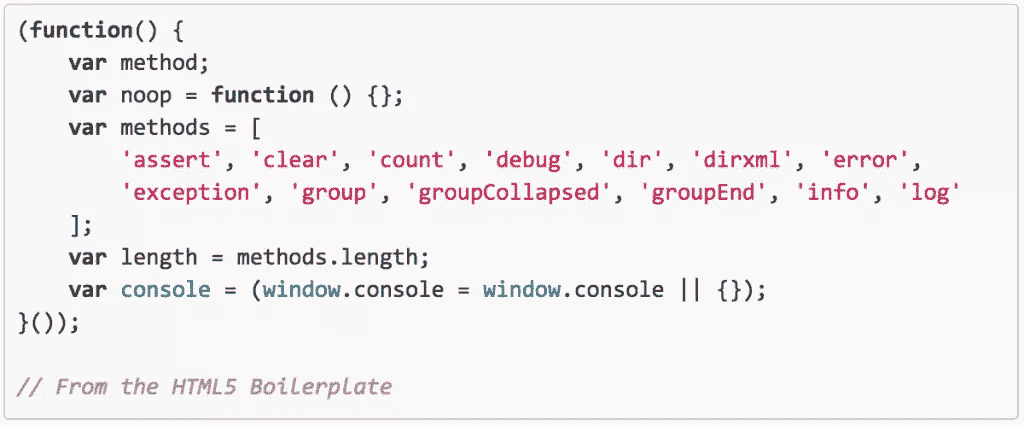 (function() {
    var method;
    var noop = function () {};
    var methods = [
        'assert', 'clear', 'count', 'debug', 'dir', 'dirxml', 'error',
        'exception', 'group', 'groupCollapsed', 'groupEnd', 'info', 'log'
    ];
    var length = methods.length;
    var console = (window.console = window.console || {});
}());
// From the HTML5 Boilerplate